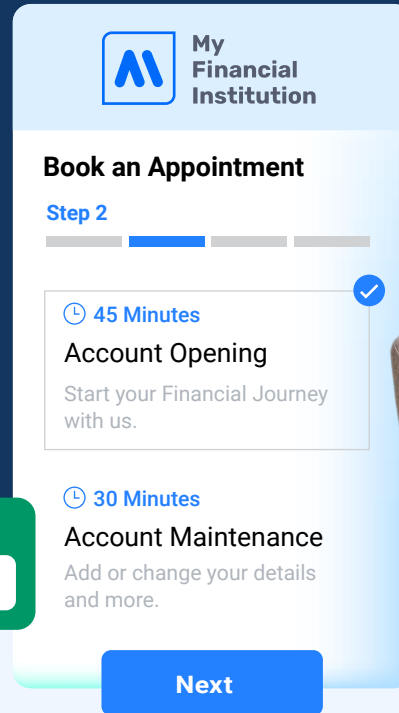 My
Financial
Institution
Book an Appointment
Step 2
45 Minutes
Account Opening
Start your Financial Journey
with us.
30 Minutes
Account Maintenance
Add or change your details
and more.
Next